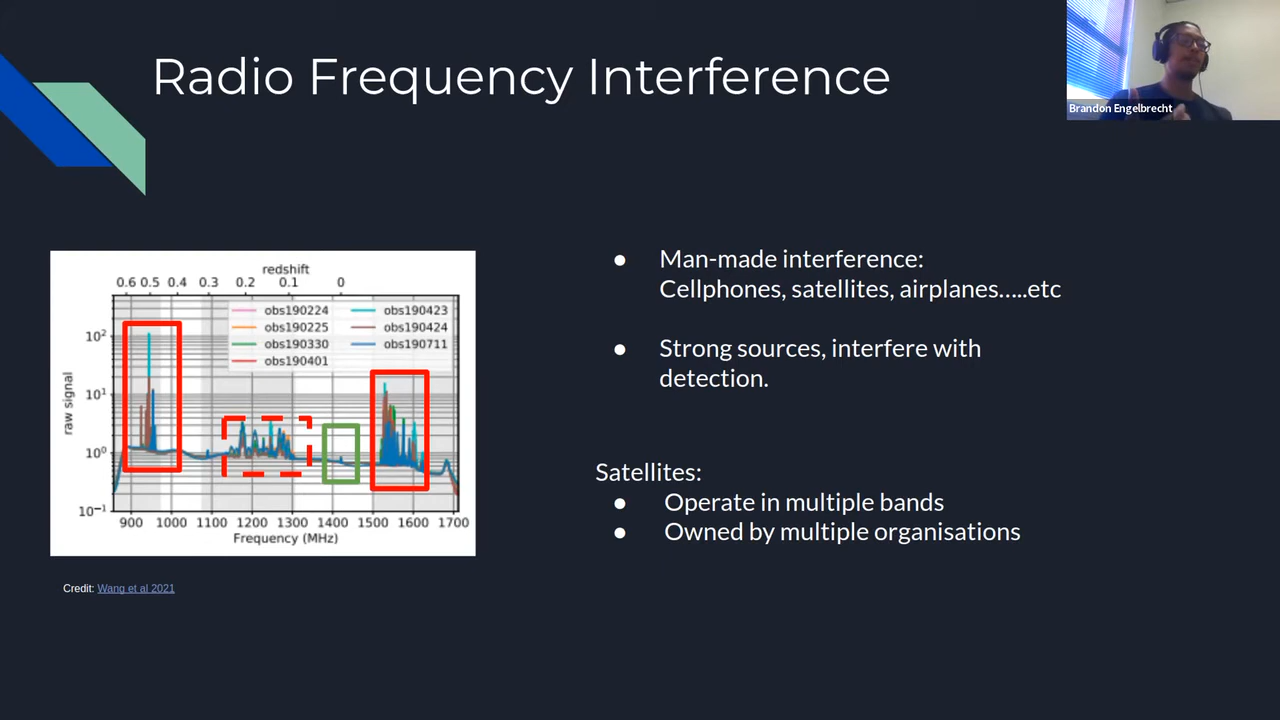 Radio Frequency Interference
Brandon Engelbrecht
redshift
0.6 0.5 0.4 0.3 0.2 0.1 0
obs190224 obs190423
obs190225 obs190424
obs190330 obs190711
obs190401
10²
10¹
10⁰
10⁻¹
raw signal
900 1000 1100 1200 1300 1400 1500 1600 1700
Frequency (MHz)
Credit: Wang et al 2021
● Man-made interference:
Cellphones, satellites, airplanes…..etc
● Strong sources, interfere with
detection.
Satellites:
● Operate in multiple bands
● Owned by multiple organisations